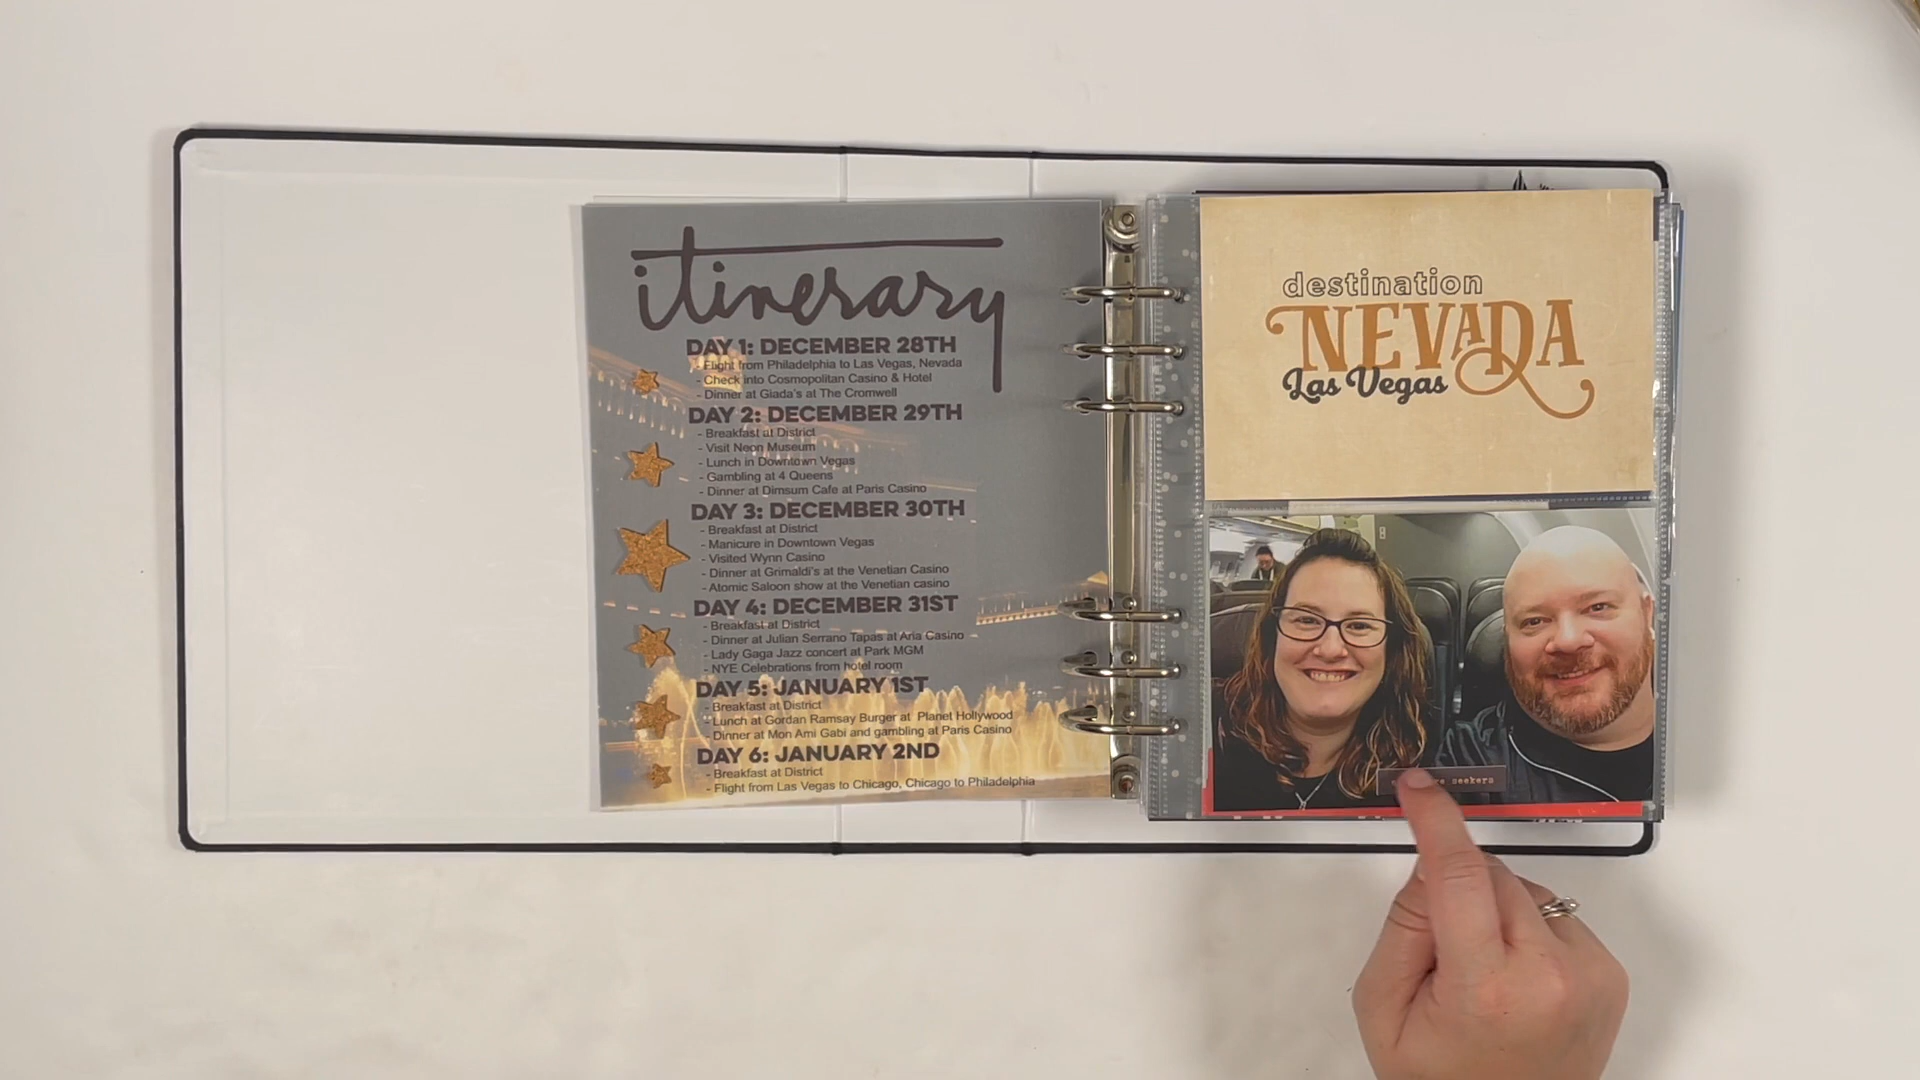 itinerary
DAY 1: DECEMBER 28TH
- Flight from Philadelphia to Las Vegas, Nevada
- Check into Cosmopolitan Casino & Hotel
- Dinner at Giada's at The Cromwell
DAY 2: DECEMBER 29TH
- Breakfast at District
- Visit Neon Museum
- Lunch in Downtown Vegas
- Gambling at 4 Queens
- Dinner at Dimsum Cafe at Paris Casino
DAY 3: DECEMBER 30TH
- Breakfast at District
- Manicure in Downtown Vegas
- Visited Wynn Casino
- Dinner at Grimaldi's at the Venetian Casino
- Atomic Saloon show at the Venetian casino
DAY 4: DECEMBER 31ST
- Breakfast at District
- Dinner at Julian Serrano Tapas at Aria Casino
- Lady Gaga Jazz concert at Park MGM
- NYE Celebrations from hotel room
DAY 5: JANUARY 1ST
- Breakfast at District
- Lunch at Gordan Ramsay Burger at Planet Hollywood
- Dinner at Mon Ami Gabi and gambling at Paris Casino
DAY 6: JANUARY 2ND
- Breakfast at District
- Flight from Las Vegas to Chicago, Chicago to Philadelphia
destination
NEVADA
Las Vegas
seekers